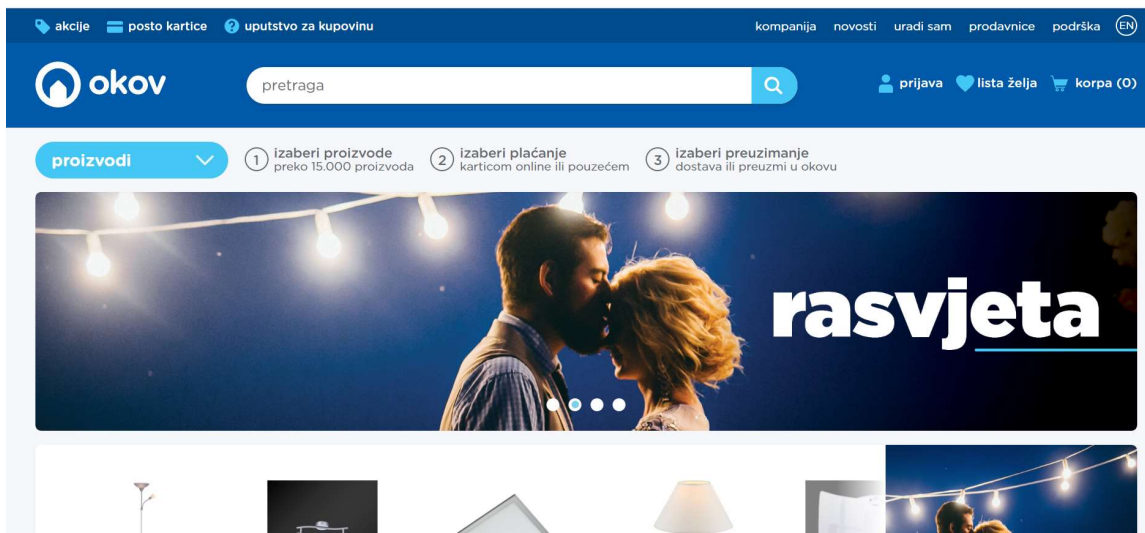 akcije posto kartice ? uputstvo za kupovinu kompanija novosti uradi sam prodavnice podrška EN
okov pretraga prijava lista želja korpa (0)
proizvodi
1 izaberi proizvode
preko 15.000 proizvoda
2 izaberi plaćanje
karticom online ili pouzećem
3 izaberi preuzimanje
dostava ili preuzmi u okovu
rasvjeta